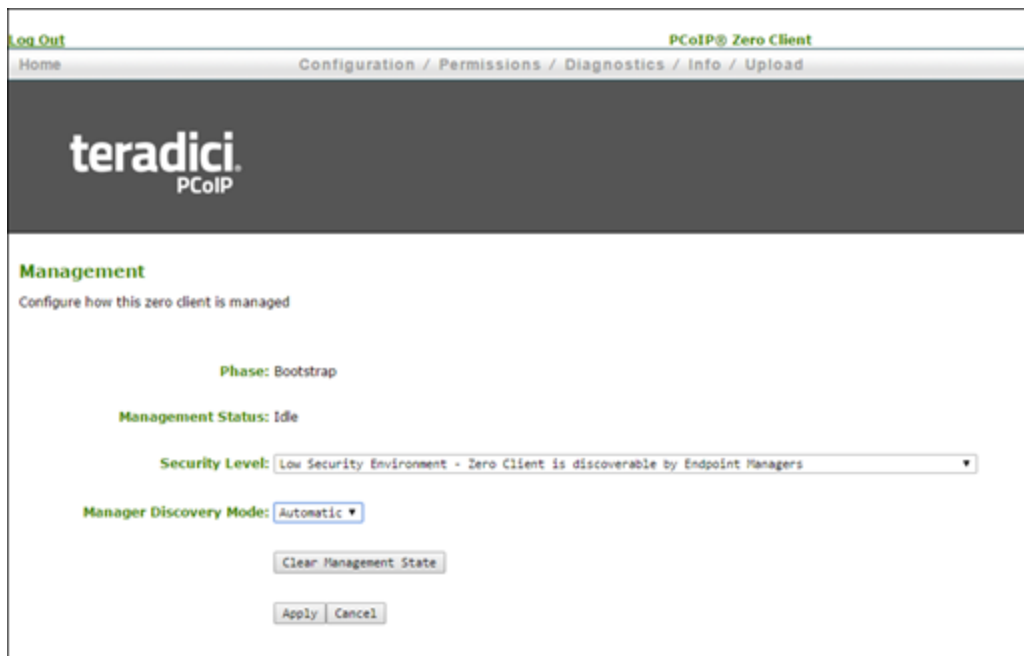 Log Out PCoIP® Zero Client
Home Configuration / Permissions / Diagnostics / Info / Upload
teradici.
PCoIP
Management
Configure how this zero client is managed
Phase: Bootstrap
Management Status: Idle
Security Level: Low Security Environment - Zero Client is discoverable by Endpoint Managers
Manager Discovery Mode: Automatic
Clear Management State
Apply Cancel